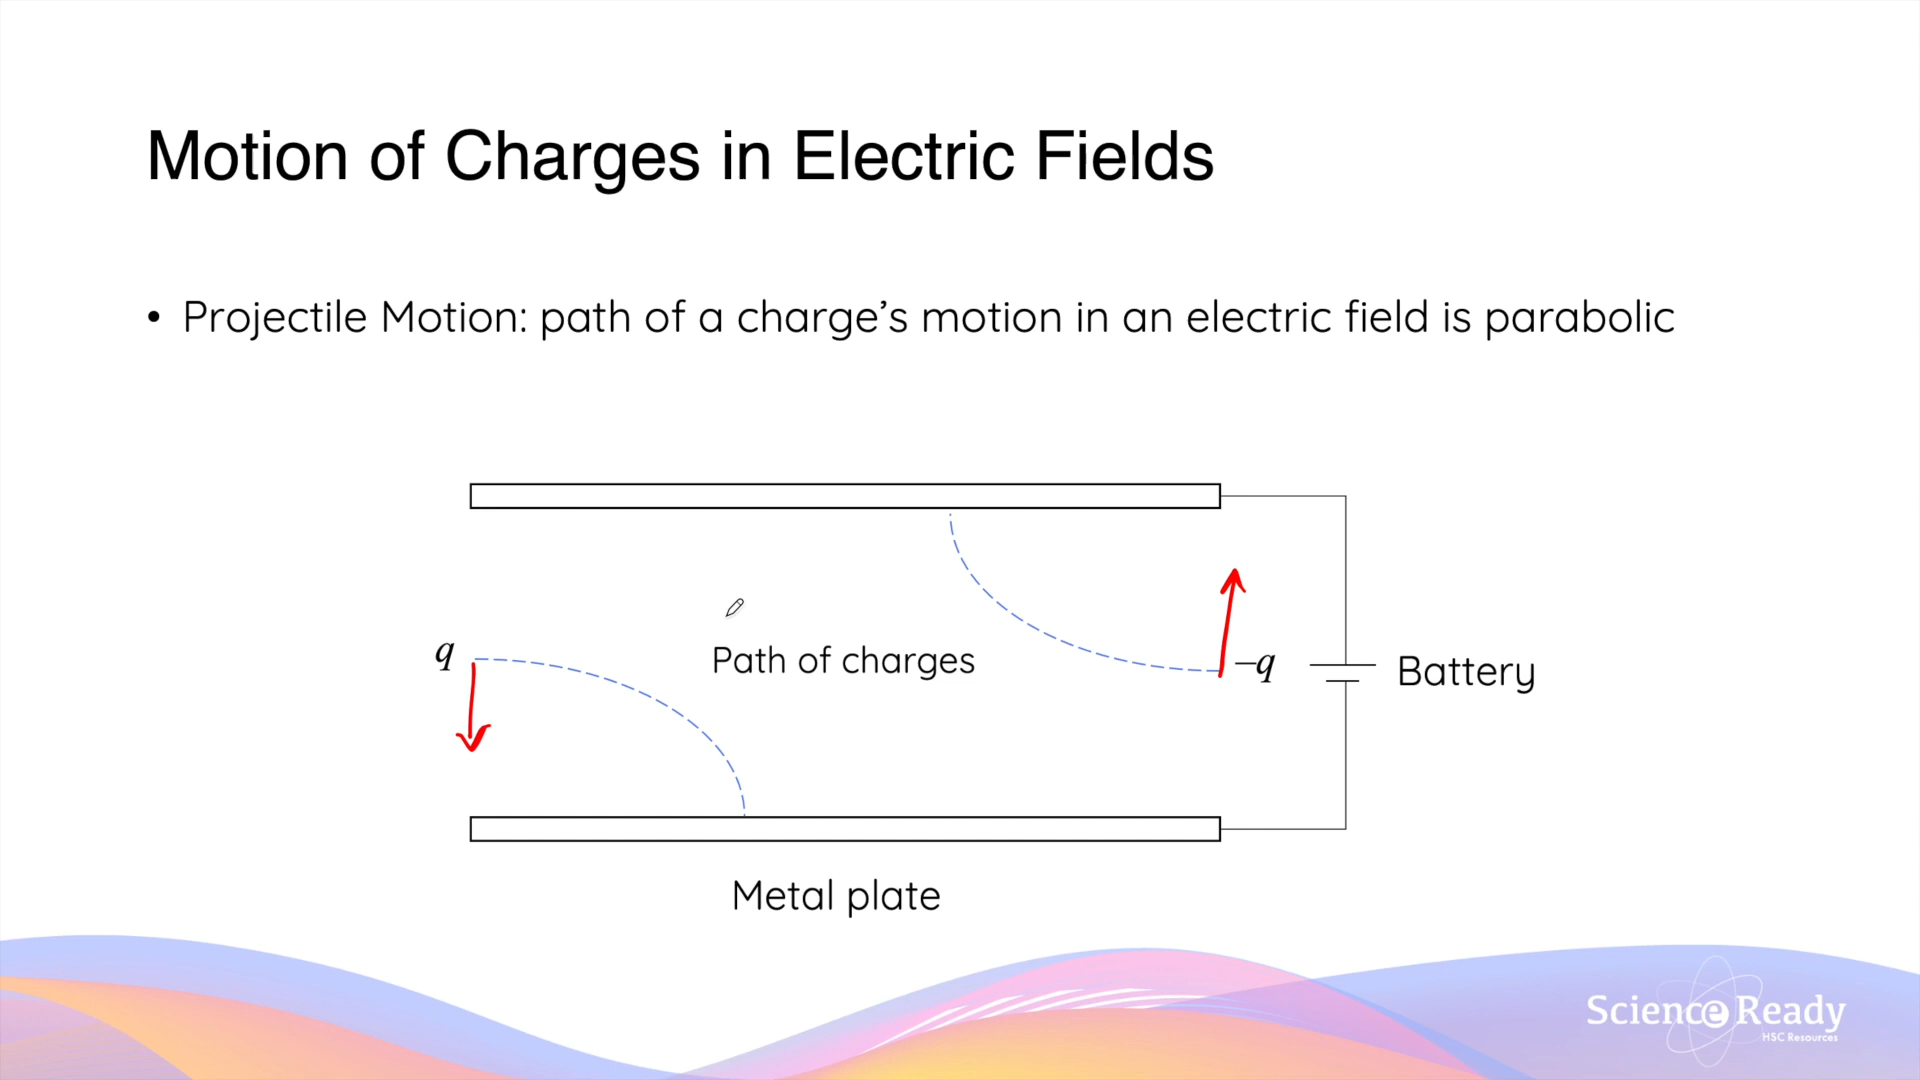 Motion of Charges in Electric Fields
• Projectile Motion: path of a charge’s motion in an electric field is parabolic
q
Path of charges
–q
Battery
Metal plate
Science Ready
HSC Resources